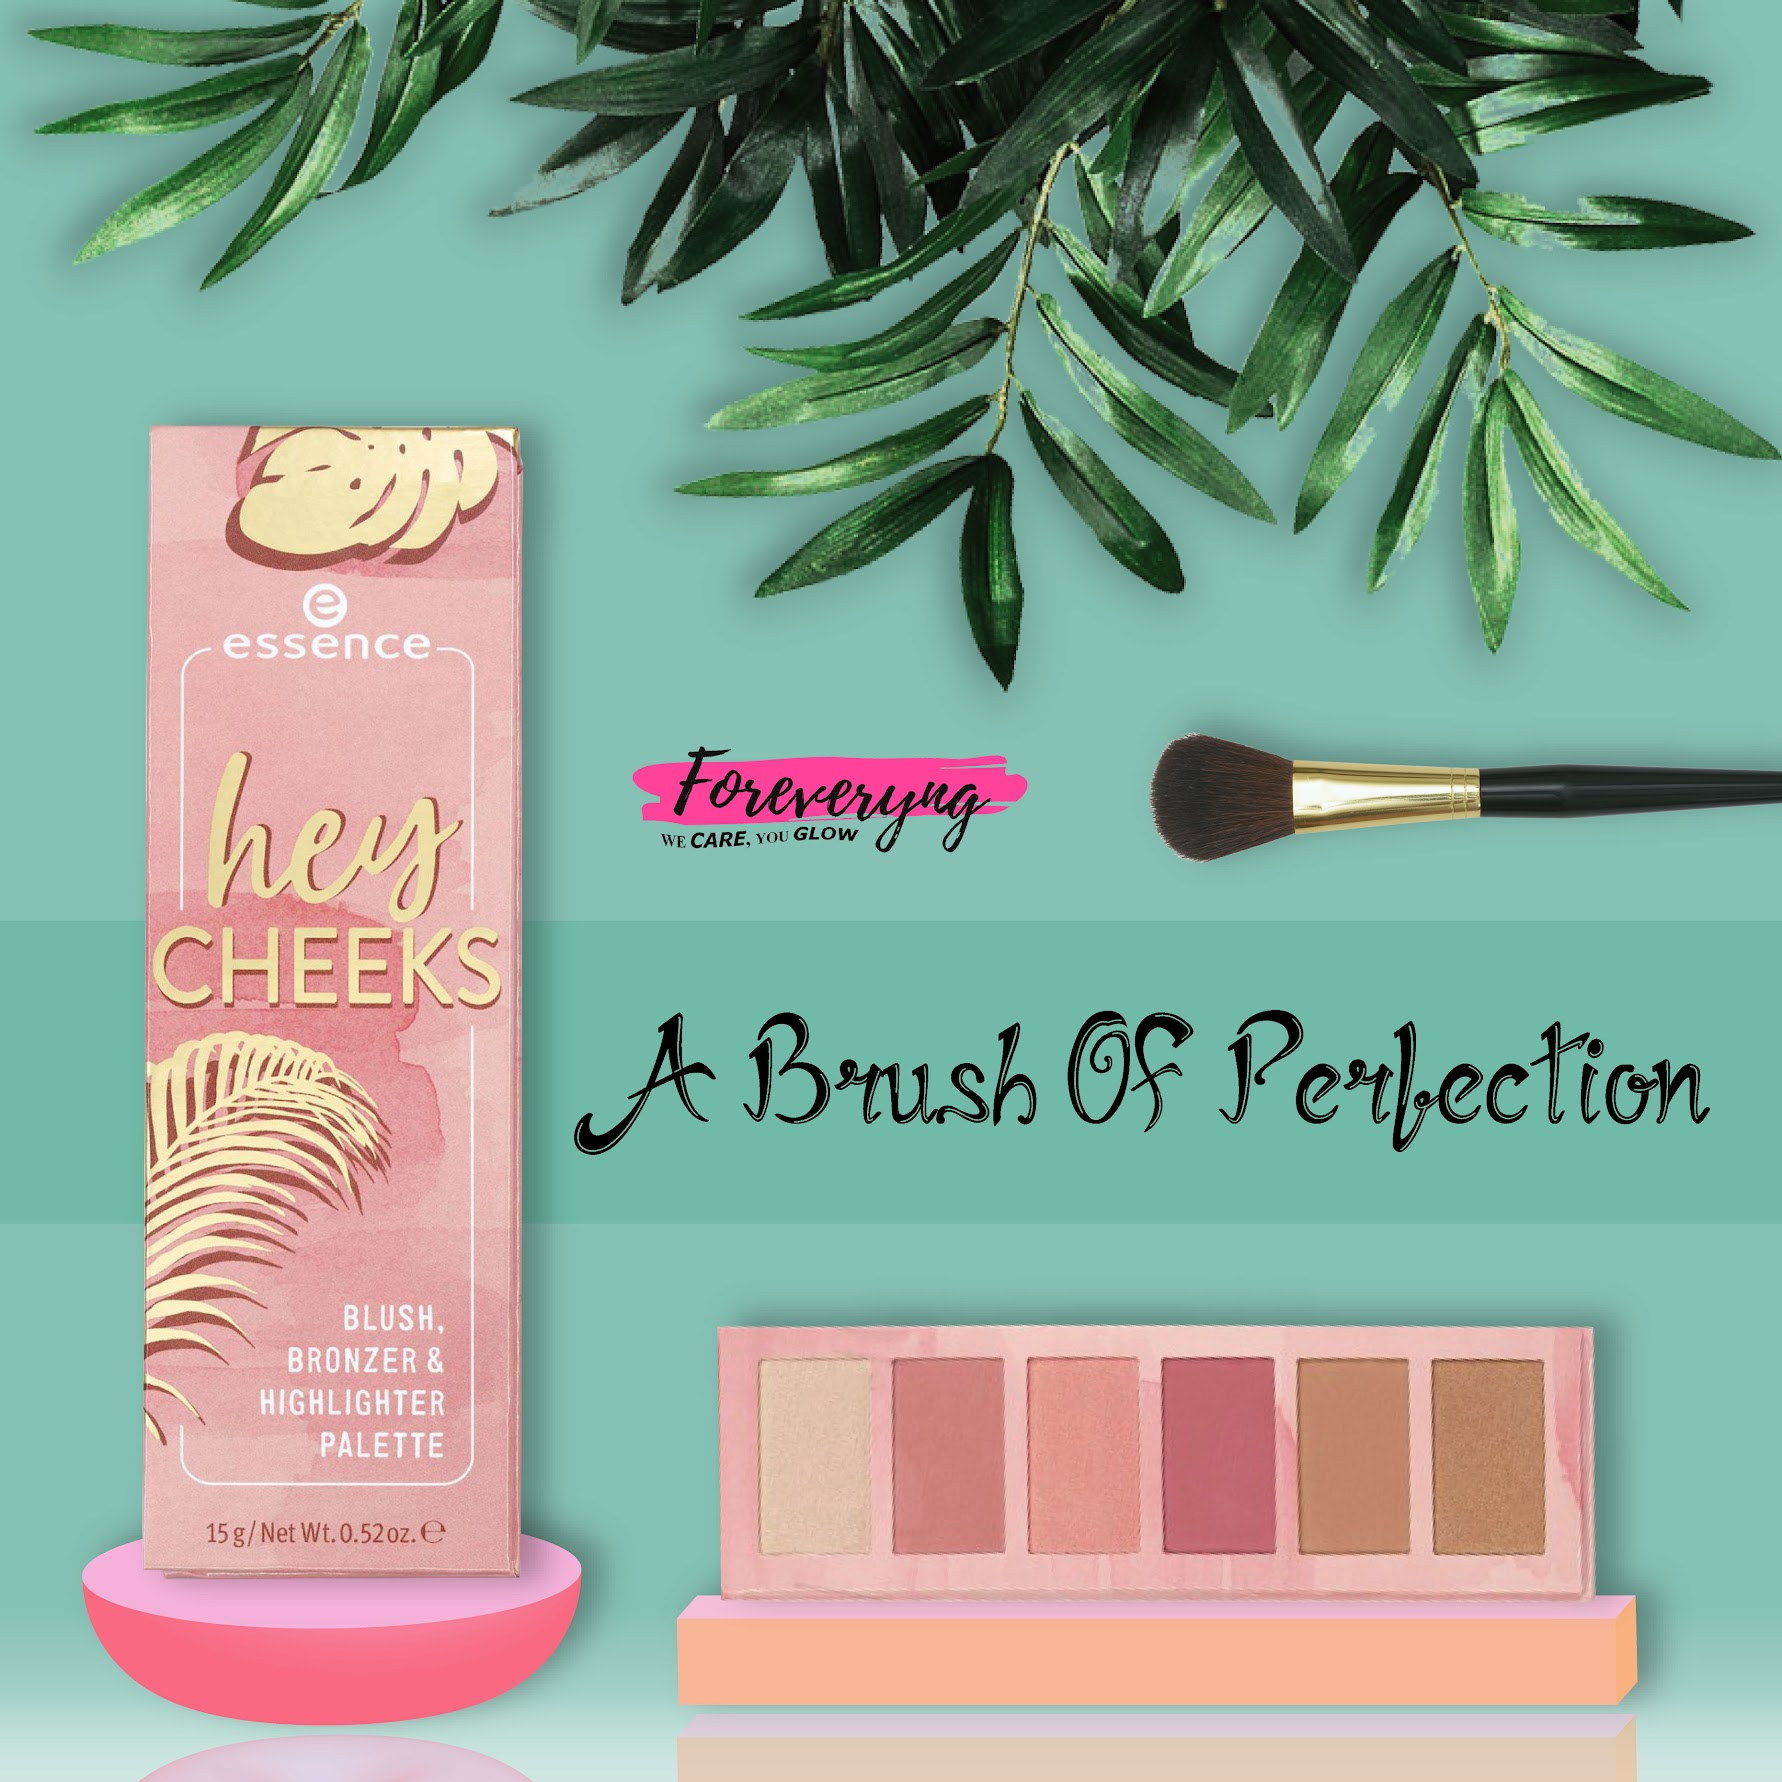 e
essence
hey
CHEEKS
BLUSH,
BRONZER &
HIGHLIGHTER
PALETTE
15 g/ Net Wt. 0.52 oz. ℮
Foreveryng
WE CARE, YOU GLOW
A Brush Of Perfection